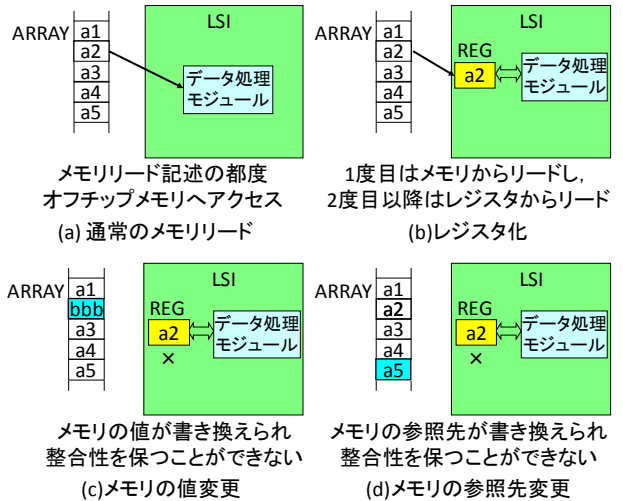 LSI
ARRAY
a1
a2
a3
a4
a5
データ処理
モジュール
メモリリード記述の都度
オフチップメモリへアクセス
(a) 通常のメモリリード
LSI
ARRAY
a1
a2
a3
a4
a5
REG
a2
データ処理
モジュール
1度目はメモリからリードし,
2度目以降はレジスタからリード
(b)レジスタ化
LSI
ARRAY
a1
bbb
a3
a4
a5
REG
a2
×
データ処理
モジュール
メモリの値が書き換えられ
整合性を保つことができない
(c)メモリの値変更
LSI
ARRAY
a1
a2
a3
a4
a5
REG
a2
×
データ処理
モジュール
メモリの参照先が書き換えられ
整合性を保つことができない
(d)メモリの参照先変更